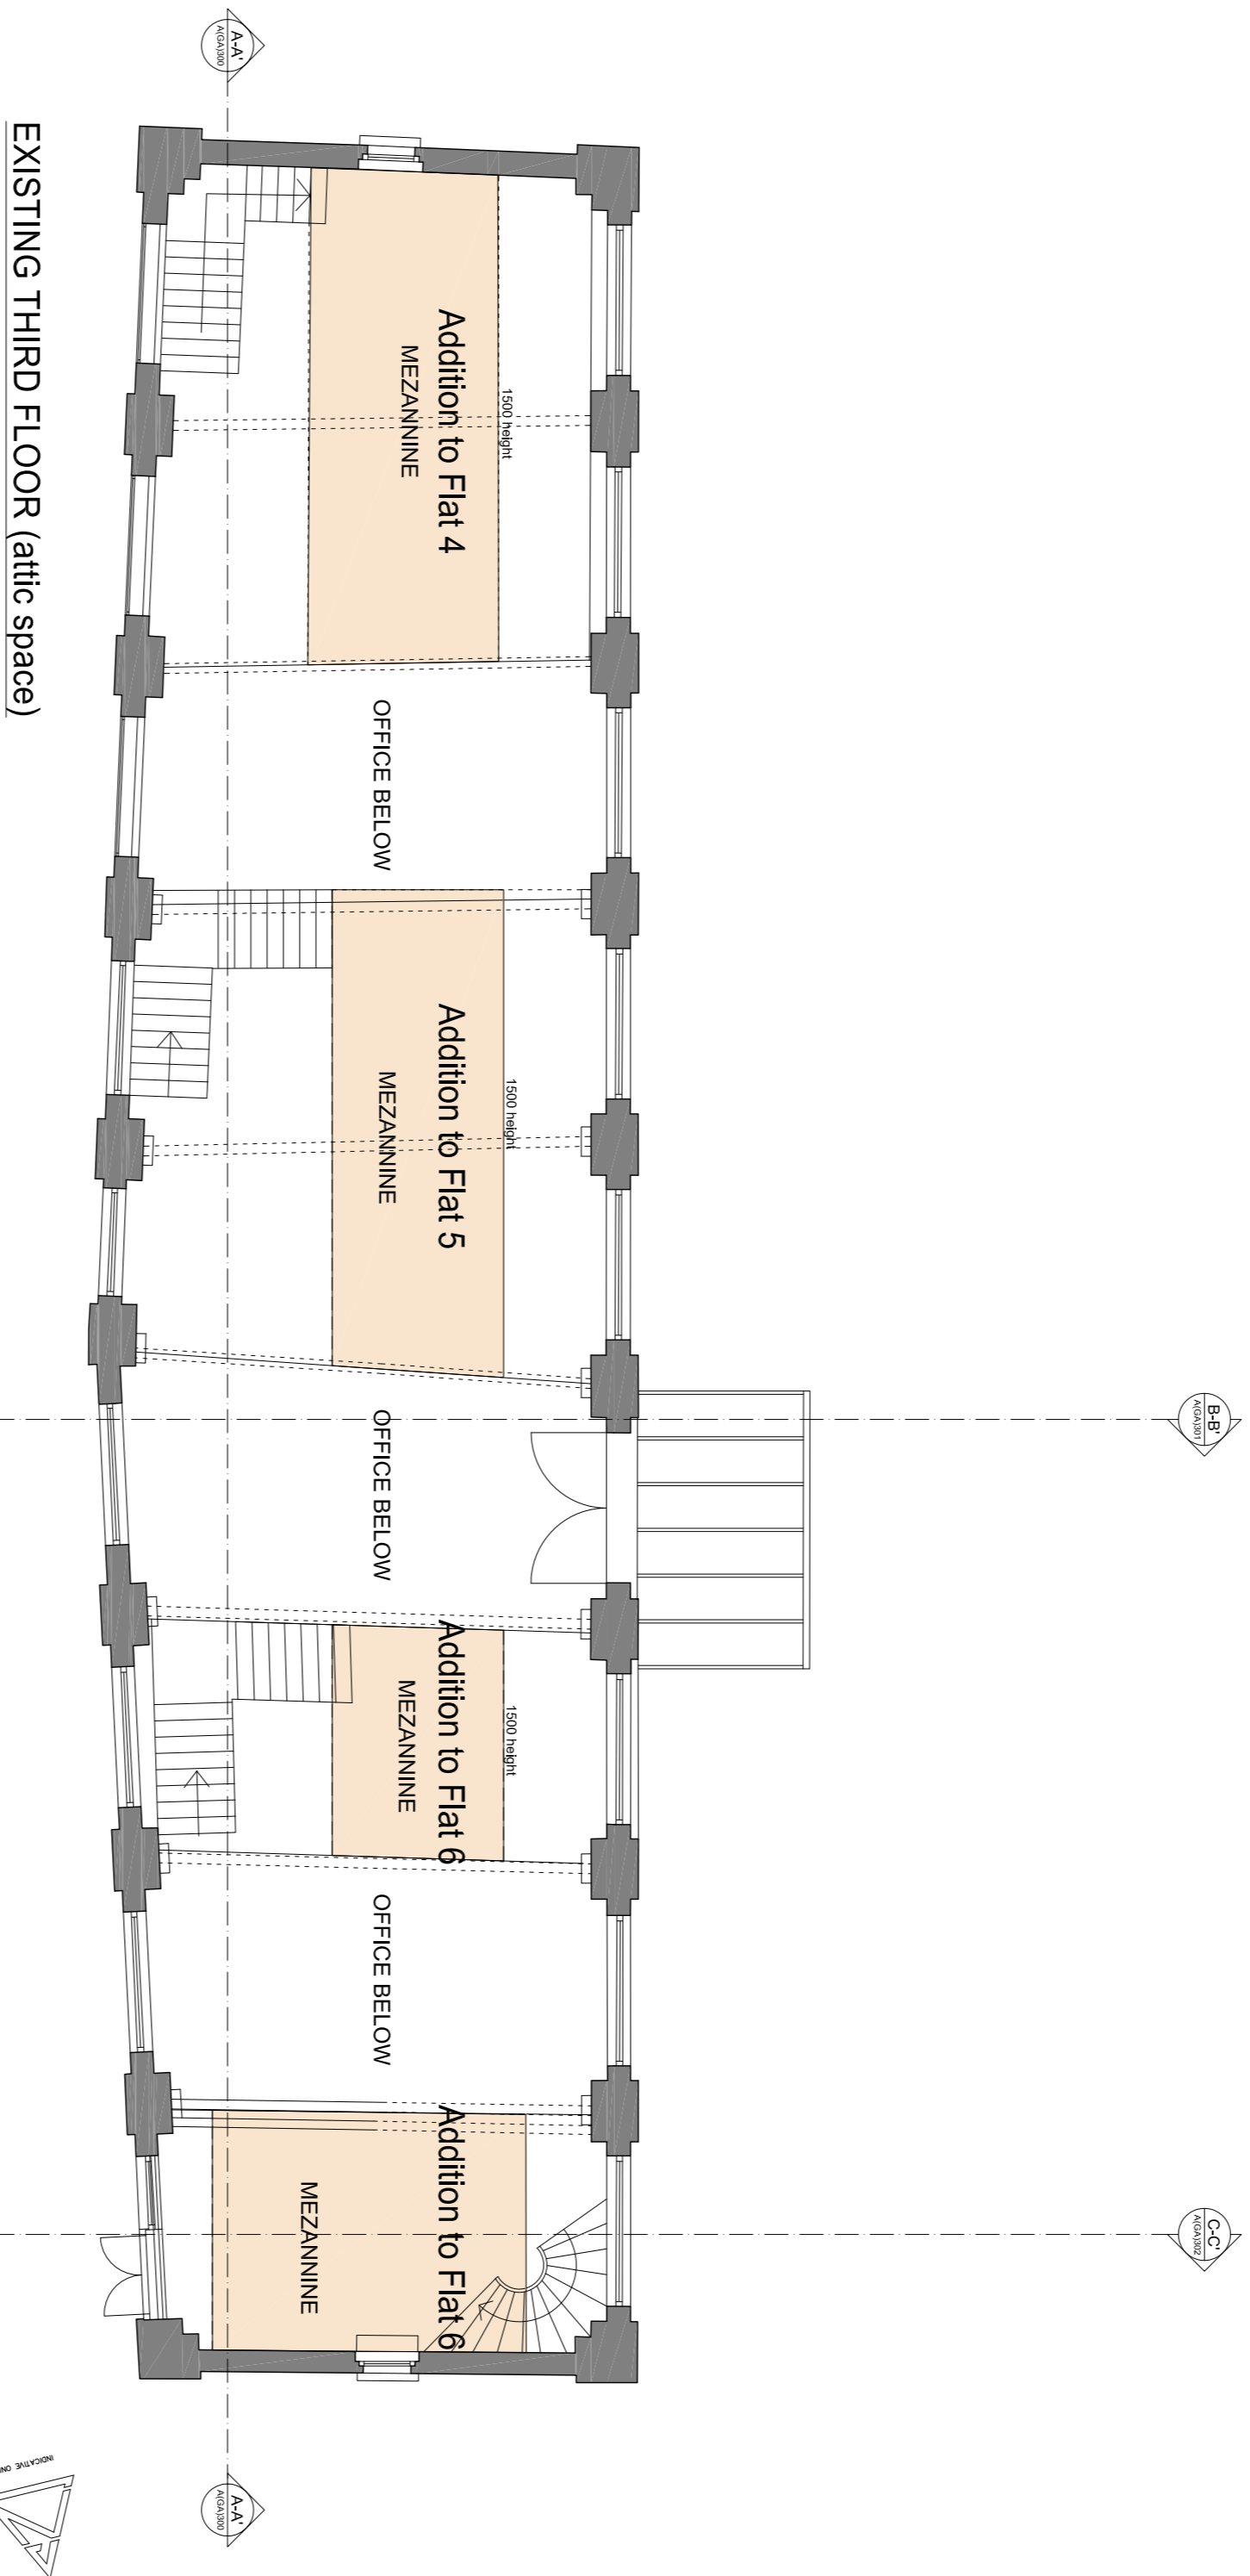 A-A'
A(GA)300
B-B'
A(GA)301
C-C'
A(GA)302
A-A'
A(GA)300
1500 height
Addition to Flat 4
MEZANNINE
OFFICE BELOW
1500 height
Addition to Flat 5
MEZANNINE
OFFICE BELOW
1500 height
Addition to Flat 6
MEZANNINE
OFFICE BELOW
Addition to Flat 6
MEZANNINE
EXISTING THIRD FLOOR (attic space)
INDICATIVE